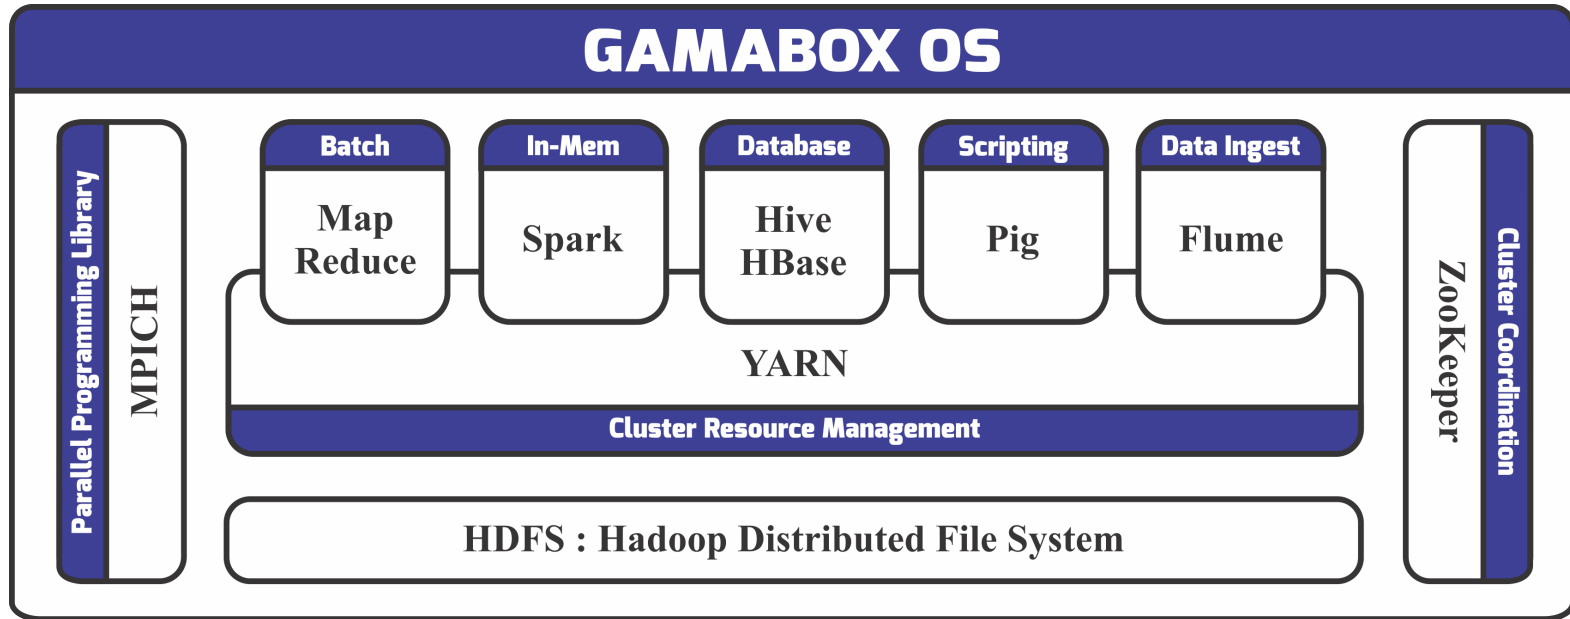 GAMABOX OS
Parallel Programming Library
MPICH
Batch
Map
Reduce
In-Mem
Spark
Database
Hive
HBase
Scripting
Pig
Data Ingest
Flume
YARN
Cluster Resource Management
HDFS : Hadoop Distributed File System
ZooKeeper
Cluster Coordination